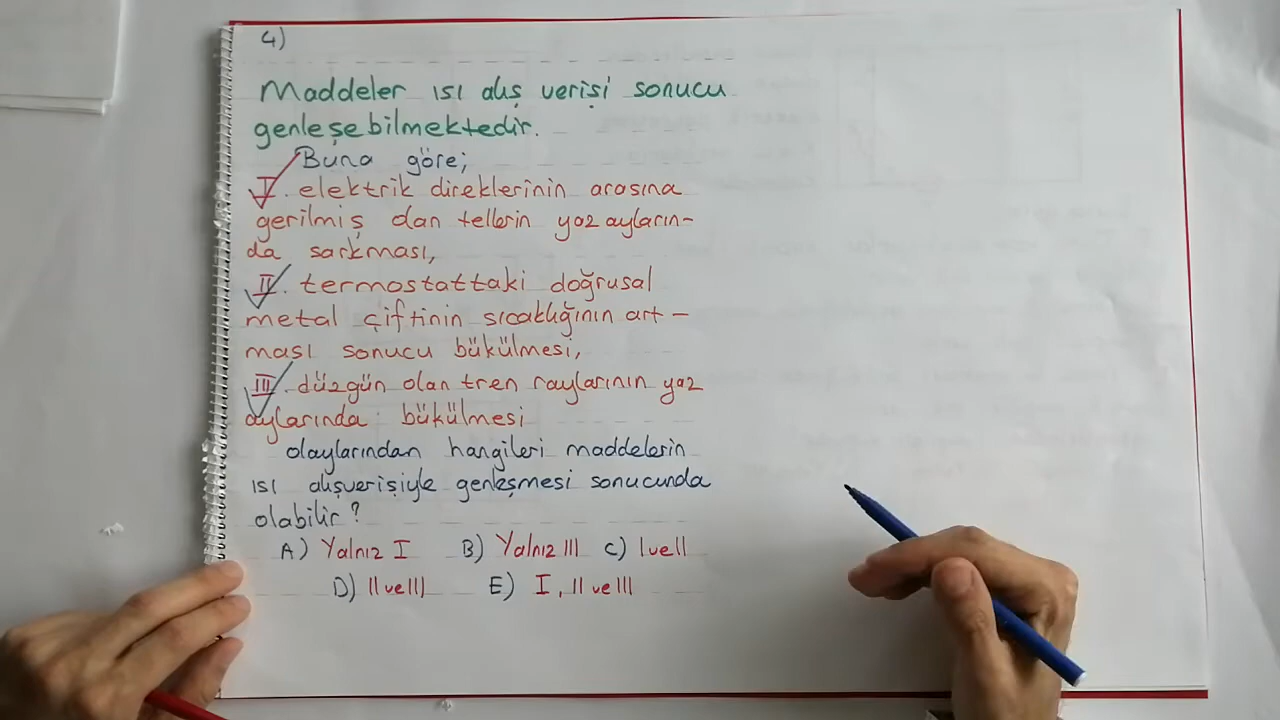 4)
Maddeler ısı alış verişi sonucu
genleşebilmektedir.
Buna göre;
I. elektrik direklerinin arasına
gerilmiş olan tellerin yaz ayların-
da sarkması,
II. termostattaki doğrusal
metal çiftinin sıcaklığının art-
ması sonucu bükülmesi,
III. düzgün olan tren raylarının yaz
aylarında bükülmesi
olaylarından hangileri maddelerin
ısı alışverişiyle genleşmesi sonucunda
olabilir?
A) Yalnız I B) Yalnız III C) I ve II
D) II ve III E) I, II ve III